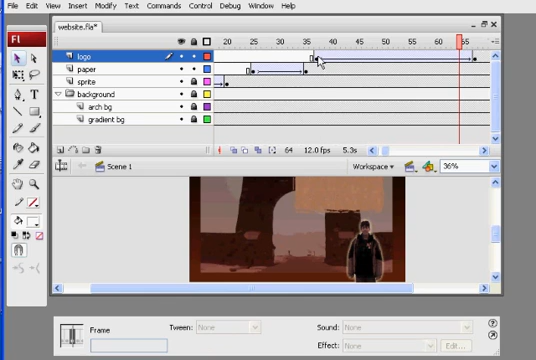 File Edit View Insert Modify Text Commands Control Debug Window Help
website.fla*
Fl
20 25 30 35 40 45 50 55 60 65
logo
paper
sprite
background
arch bg
gradient bg
64 12.0 fps 5.3s
Scene 1 Workspace 36%
Frame Tween: None Sound: None
Effect: None Edit...